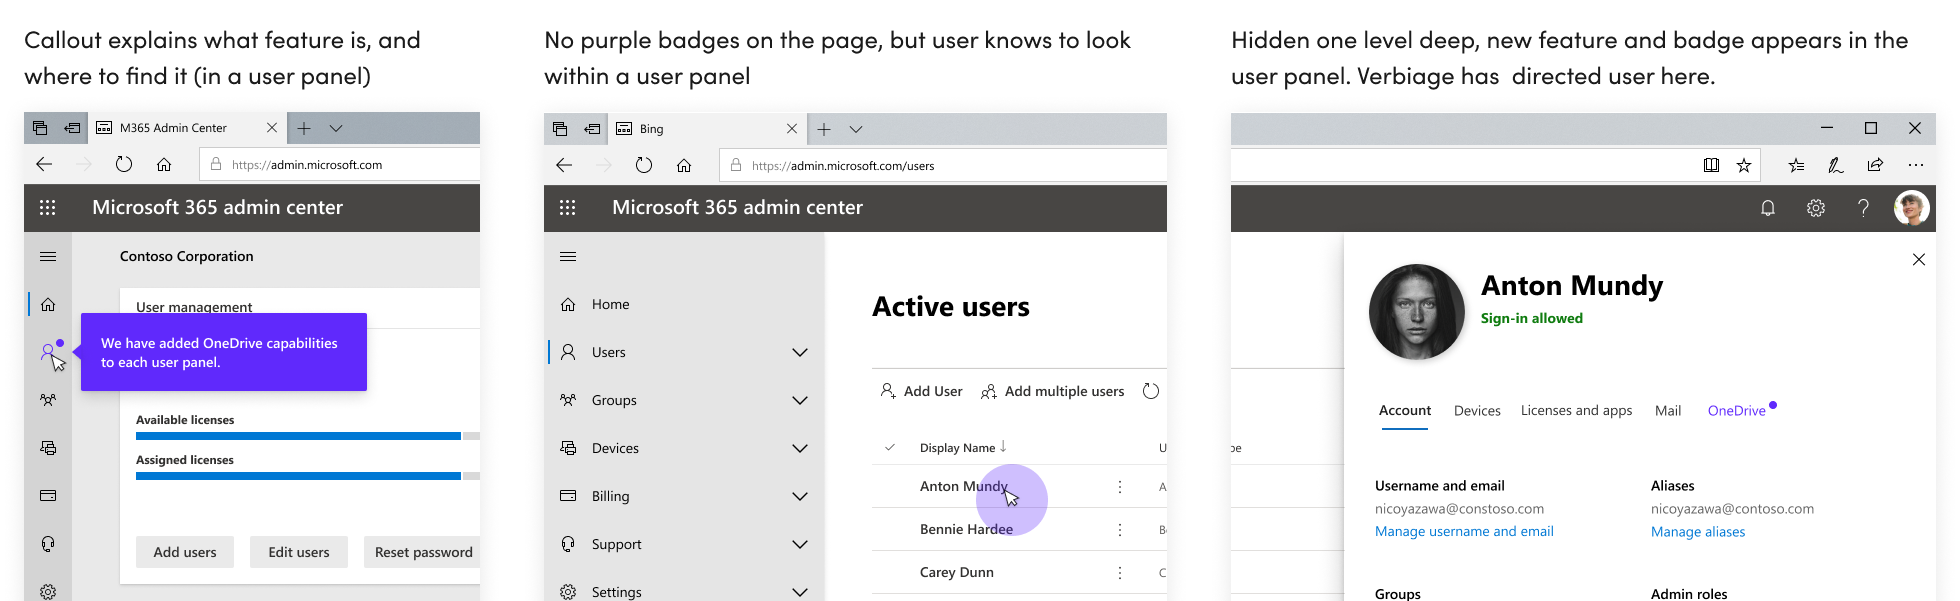 Callout explains what feature is, and
where to find it (in a user panel)
M365 Admin Center
https://admin.microsoft.com
Microsoft 365 admin center
Contoso Corporation
User management
We have added OneDrive capabilities
to each user panel.
Available licenses
Assigned licenses
Add users
Edit users
Reset password
No purple badges on the page, but user knows to look
within a user panel
Bing
https://admin.microsoft.com/users
Microsoft 365 admin center
Home
Users
Groups
Devices
Billing
Support
Settings
Active users
Add User
Add multiple users
Display Name
U
Anton Mundy
A
Bennie Hardee
Be
Carey Dunn
C
Hidden one level deep, new feature and badge appears in the
user panel. Verbiage has directed user here.
pe
Anton Mundy
Sign-in allowed
Account
Devices
Licenses and apps
Mail
OneDrive
Username and email
nicoyazawa@constoso.com
Manage username and email
Aliases
nicoyazawa@contoso.com
Manage aliases
Groups
Admin roles